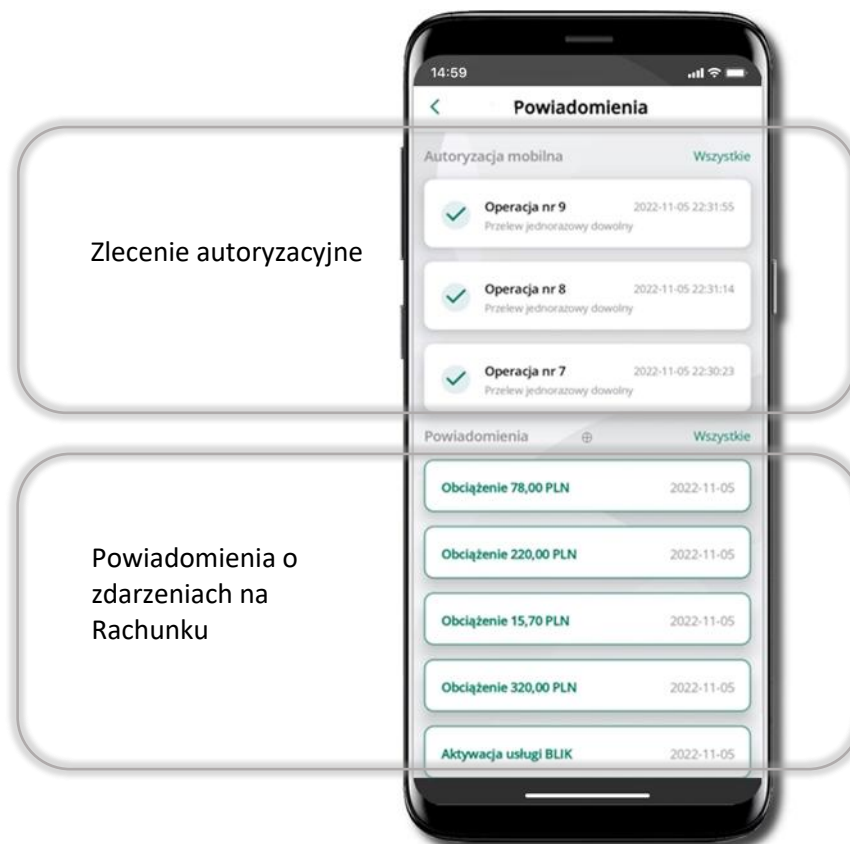 14:59
Powiadomienia
Autoryzacja mobilna Wszystkie
Operacja nr 9 2022-11-05 22:31:55
Przelew jednorazowy dowolny
Zlecenie autoryzacyjne
Operacja nr 8 2022-11-05 22:31:14
Przelew jednorazowy dowolny
Operacja nr 7 2022-11-05 22:30:23
Przelew jednorazowy dowolny
Powiadomienia Wszystkie
Obciążenie 78,00 PLN 2022-11-05
Obciążenie 220,00 PLN 2022-11-05
Powiadomienia o
zdarzeniach na
Rachunku
Obciążenie 15,70 PLN 2022-11-05
Obciążenie 320,00 PLN 2022-11-05
Aktywacja usługi BLIK 2022-11-05